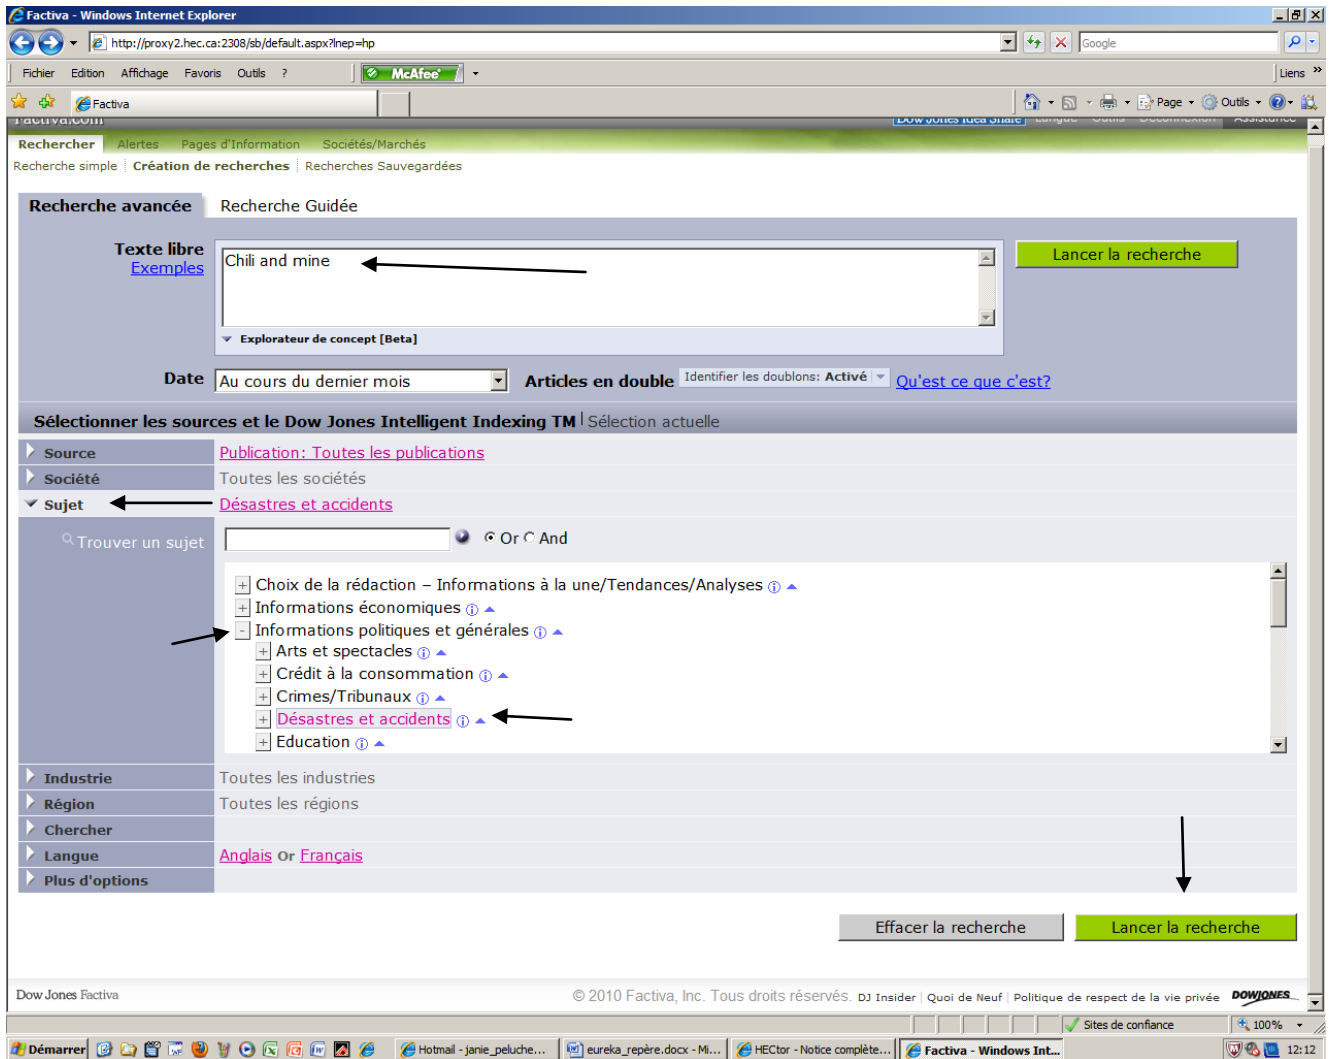 Factiva - Windows Internet Explorer
http://proxy2.hec.ca:2308/sb/default.aspx?lnep=hp
Google
Fichier Edition Affichage Favoris Outils ?
McAfee
Liens »
Factiva
Page Outils
Factiva.com
Dow Jones Idea Share Langue Outils Déconnexion Assistance
Rechercher Alertes Pages d'Information Sociétés/Marchés
Recherche simple Création de recherches Recherches Sauvegardées
Recherche avancée Recherche Guidée
Texte libre
Exemples
Chili and mine
Lancer la recherche
Explorateur de concept [Beta]
Date Au cours du dernier mois Articles en double Identifier les doublons: Activé Qu'est ce que c'est?
Sélectionner les sources et le Dow Jones Intelligent Indexing TM Sélection actuelle
Source Publication: Toutes les publications
Société Toutes les sociétés
Sujet Désastres et accidents
Trouver un sujet Or And
+ Choix de la rédaction – Informations à la une/Tendances/Analyses
+ Informations économiques
- Informations politiques et générales
+ Arts et spectacles
+ Crédit à la consommation
+ Crimes/Tribunaux
+ Désastres et accidents
+ Education
Industrie Toutes les industries
Région Toutes les régions
Chercher
Langue Anglais Or Français
Plus d'options
Effacer la recherche Lancer la recherche
Dow Jones Factiva © 2010 Factiva, Inc. Tous droits réservés. DJ Insider | Quoi de Neuf | Politique de respect de la vie privée DOWJONES
Sites de confiance 100%
Démarrer Hotmail - janie_peluche... eureka_repère.docx - Mi... HECtor - Notice complète... Factiva - Windows Int... 12:12